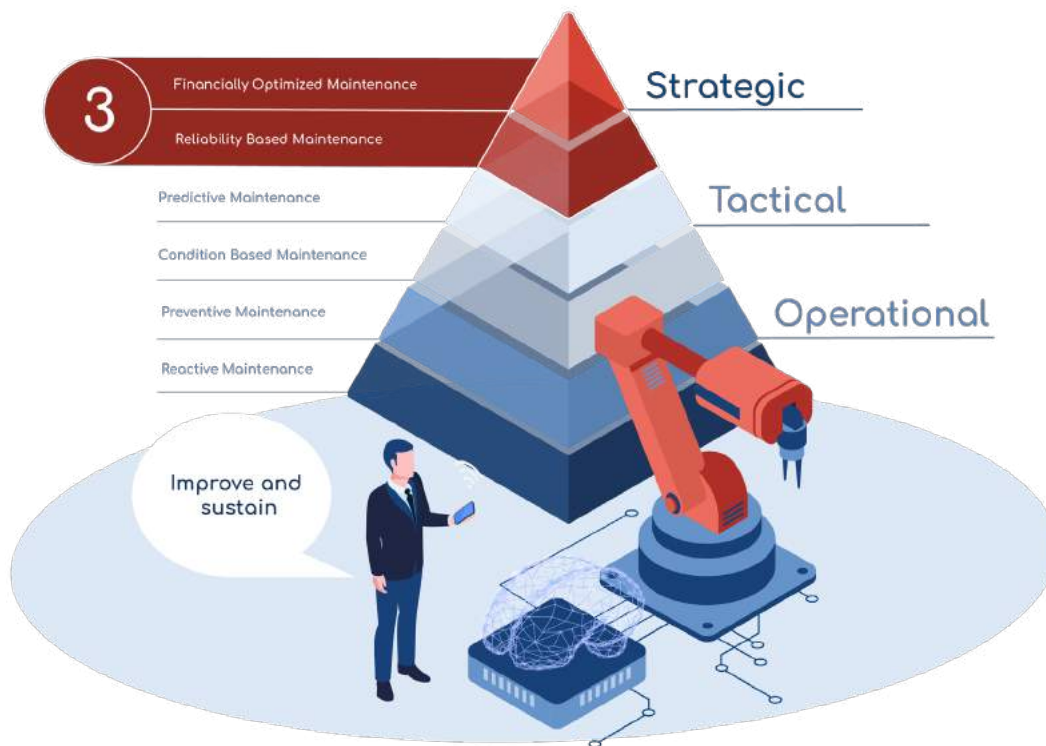 3
Financially Optimized Maintenance
Reliability Based Maintenance
Predictive Maintenance
Condition Based Maintenance
Preventive Maintenance
Reactive Maintenance
Strategic
Tactical
Operational
Improve and
sustain